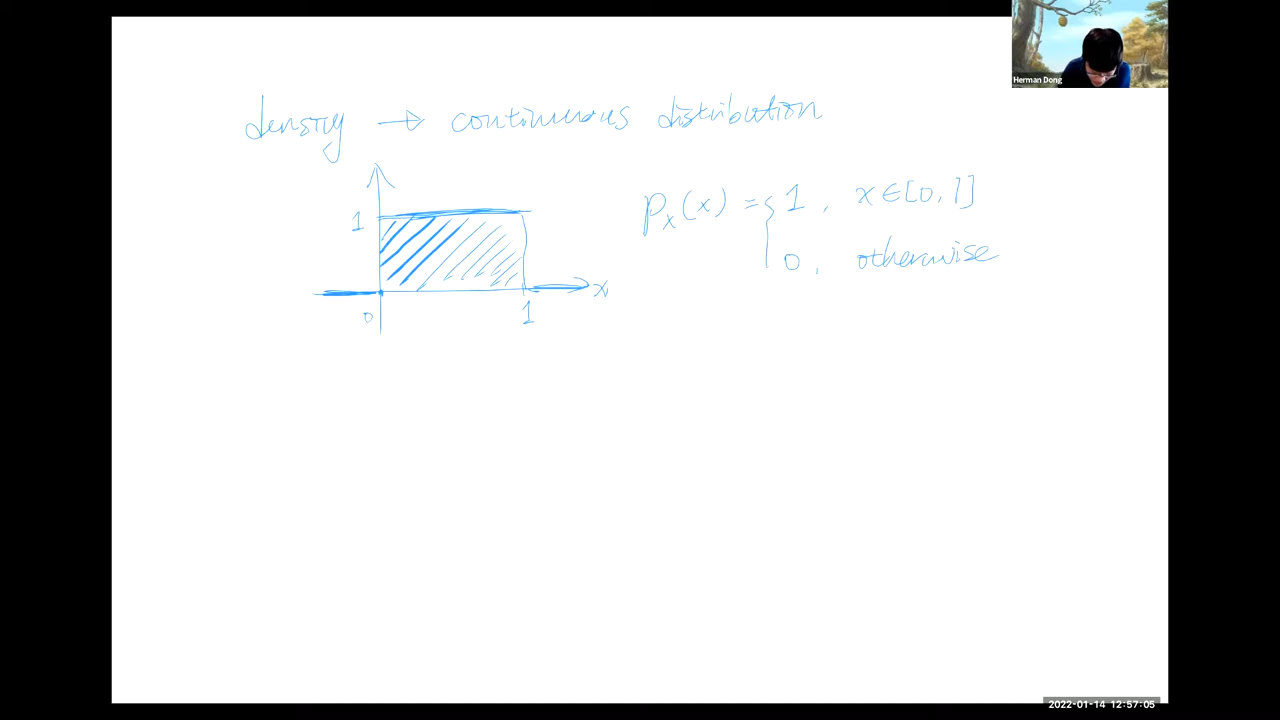 Herman Dong
density → continuous distribution
1
0
1
x
p_X(x) = { 1, x ∈ [0, 1]
0, otherwise
2022-01-14 12:57:05